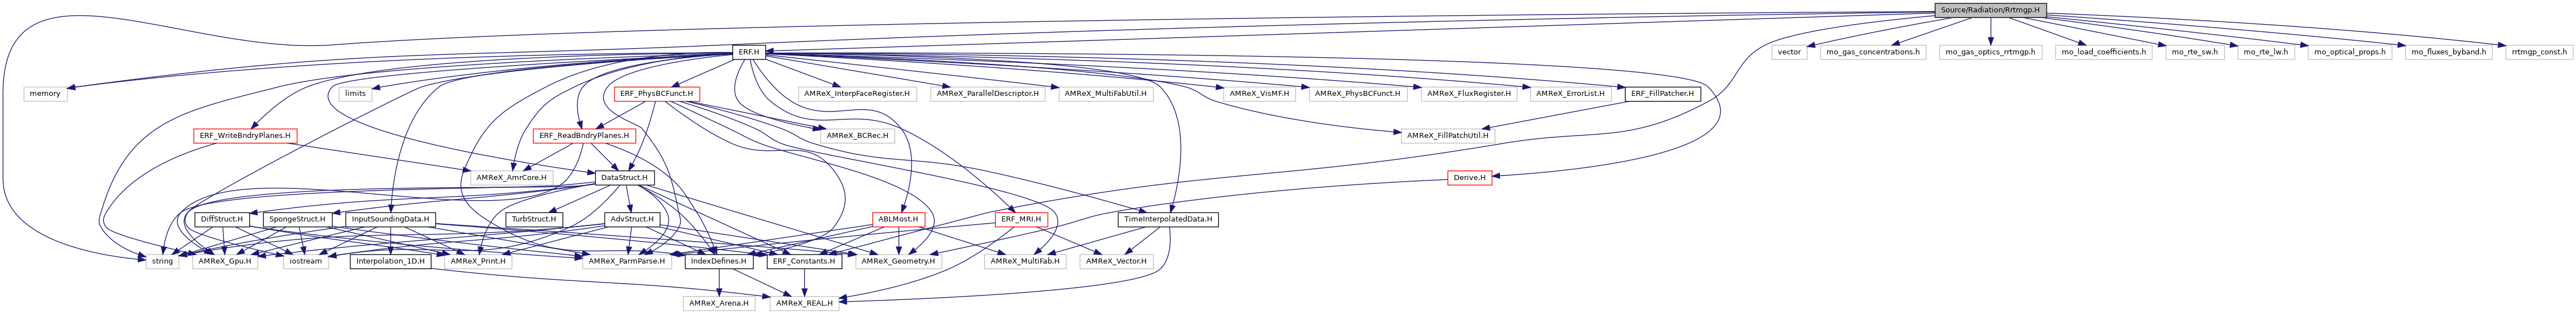 Source/Radiation/Rrtmgp.H
ERF.H
vector
mo_gas_concentrations.h
mo_gas_optics_rrtmgp.h
mo_load_coefficients.h
mo_rte_sw.h
mo_rte_lw.h
mo_optical_props.h
mo_fluxes_byband.h
rrtmgp_const.h
memory
limits
ERF_PhysBCFunct.H
AMReX_InterpFaceRegister.H
AMReX_ParallelDescriptor.H
AMReX_MultiFabUtil.H
AMReX_VisMF.H
AMReX_PhysBCFunct.H
AMReX_FluxRegister.H
AMReX_ErrorList.H
ERF_FillPatcher.H
ERF_WriteBndryPlanes.H
ERF_ReadBndryPlanes.H
AMReX_BCRec.H
AMReX_FillPatchUtil.H
AMReX_AmrCore.H
DataStruct.H
Derive.H
DiffStruct.H
SpongeStruct.H
InputSoundingData.H
TurbStruct.H
AdvStruct.H
ABLMost.H
ERF_MRI.H
TimeInterpolatedData.H
string
AMReX_Gpu.H
iostream
Interpolation_1D.H
AMReX_Print.H
AMReX_ParmParse.H
IndexDefines.H
ERF_Constants.H
AMReX_Geometry.H
AMReX_MultiFab.H
AMReX_Vector.H
AMReX_Arena.H
AMReX_REAL.H